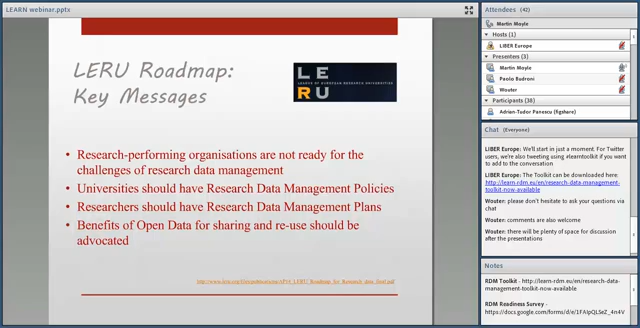 LEARN webinar.pptx
LERU Roadmap:
Key Messages
L E
R U
LEAGUE OF EUROPEAN RESEARCH UNIVERSITIES
• Research-performing organisations are not ready for the
challenges of research data management
• Universities should have Research Data Management Policies
• Researchers should have Research Data Management Plans
• Benefits of Open Data for sharing and re-use should be
advocated
Attendees (42)
Martin Moyle
Hosts (1)
LIBER Europe
Presenters (3)
Martin Moyle
Paolo Budroni
Wouter
Participants (38)
Adrian-Tudor Panescu (figshare)
Chat (Everyone)
LIBER Europe: We'll start in just a moment. For Twitter
users, we're also tweeting using #learntoolkit if you want
to add to the conversation
LIBER Europe: The Toolkit can be downloaded here:
http://learn-rdm.eu/en/research-data-management-
toolkit-now-available
Wouter: please don't hesitate to ask your questions via
chat
Wouter: comments are also welcome
Wouter: there will be plenty of space for discussion
after the presentations
Notes
RDM Toolkit - http://learn-rdm.eu/en/research-data-
management-toolkit-now-available
RDM Readiness Survey -